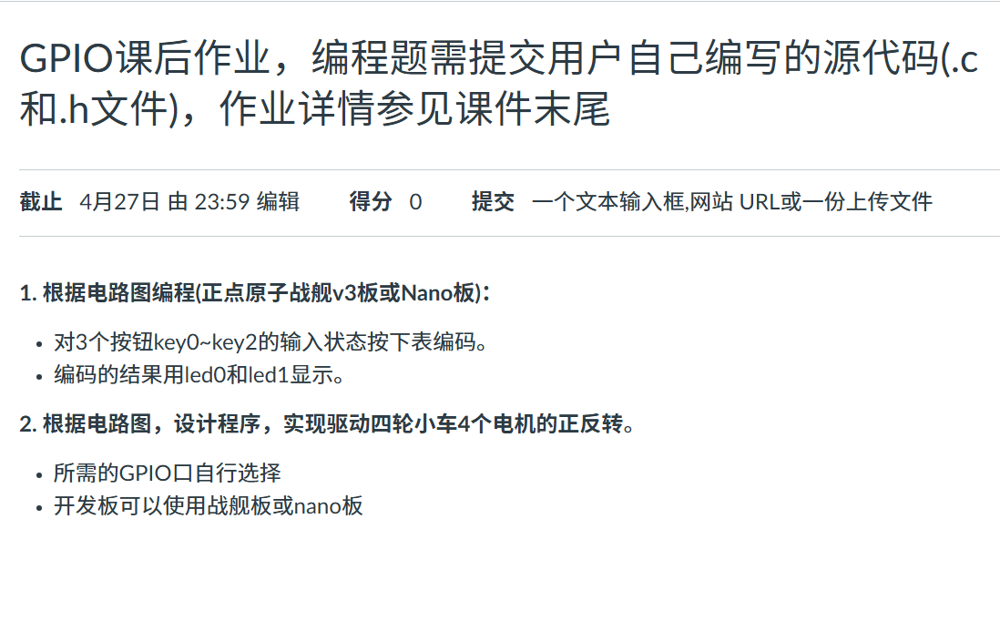 GPIO课后作业，编程题需提交用户自己编写的源代码(.c
和.h文件)，作业详情参见课件末尾
截止 4月27日 由 23:59 编辑 得分 0 提交 一个文本输入框,网站 URL或一份上传文件
1. 根据电路图编程(正点原子战舰v3板或Nano板)：
• 对3个按钮key0~key2的输入状态按下表编码。
• 编码的结果用led0和led1显示。
2. 根据电路图，设计程序，实现驱动四轮小车4个电机的正反转。
• 所需的GPIO口自行选择
• 开发板可以使用战舰板或nano板